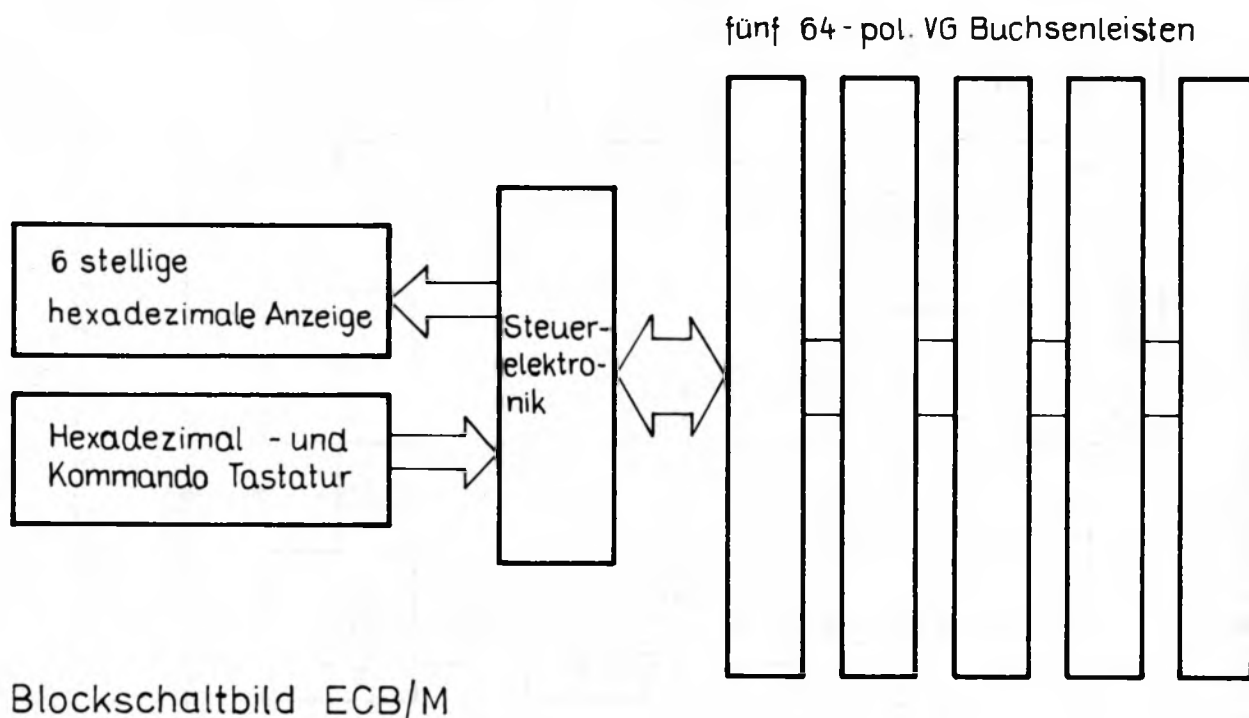 fünf 64-pol. VG Buchsenleisten
6 stellige
hexadezimale Anzeige
Hexadezimal - und
Kommando Tastatur
Steuer-
elektro-
nik
Blockschaltbild ECB/M